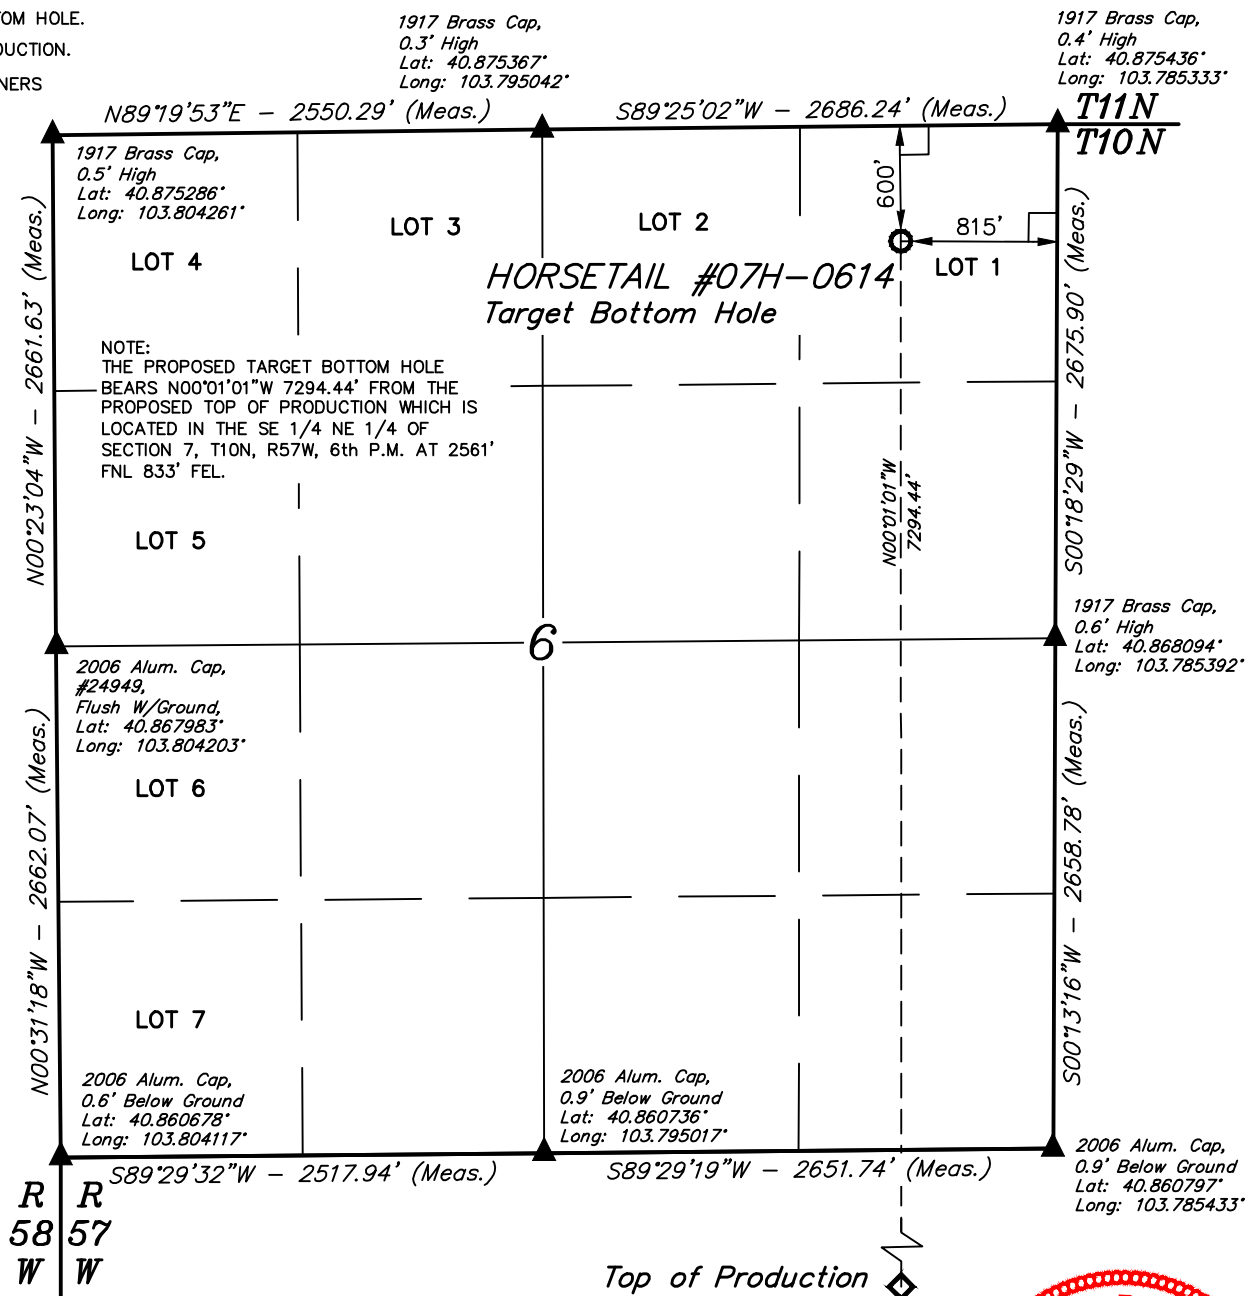 TOM HOLE.
DUCTION.
NERS
1917 Brass Cap,
0.3' High
Lat: 40.875367°
Long: 103.795042°
1917 Brass Cap,
0.4' High
Lat: 40.875436°
Long: 103.785333°
N89°19'53"E - 2550.29' (Meas.)
S89°25'02"W - 2686.24' (Meas.)
T11N
T10N
1917 Brass Cap,
0.5' High
Lat: 40.875286°
Long: 103.804261°
N00°23'04"W - 2661.63' (Meas.)
LOT 4
LOT 3
LOT 2
600'
815'
LOT 1
S00°18'29"W - 2675.90' (Meas.)
HORSETAIL #07H-0614
Target Bottom Hole
NOTE:
THE PROPOSED TARGET BOTTOM HOLE
BEARS N00°01'01"W 7294.44' FROM THE
PROPOSED TOP OF PRODUCTION WHICH IS
LOCATED IN THE SE 1/4 NE 1/4 OF
SECTION 7, T10N, R57W, 6th P.M. AT 2561'
FNL 833' FEL.
N00°01'01"W
7294.44'
LOT 5
6
1917 Brass Cap,
0.6' High
Lat: 40.868094°
Long: 103.785392°
2006 Alum. Cap,
#24949,
Flush W/Ground,
Lat: 40.867983°
Long: 103.804203°
N00°31'18"W - 2662.07' (Meas.)
LOT 6
S00°13'16"W - 2658.78' (Meas.)
LOT 7
2006 Alum. Cap,
0.6' Below Ground
Lat: 40.860678°
Long: 103.804117°
2006 Alum. Cap,
0.9' Below Ground
Lat: 40.860736°
Long: 103.795017°
2006 Alum. Cap,
0.9' Below Ground
Lat: 40.860797°
Long: 103.785433°
S89°29'32"W - 2517.94' (Meas.)
S89°29'19"W - 2651.74' (Meas.)
R R
58 57
W W
Top of Production